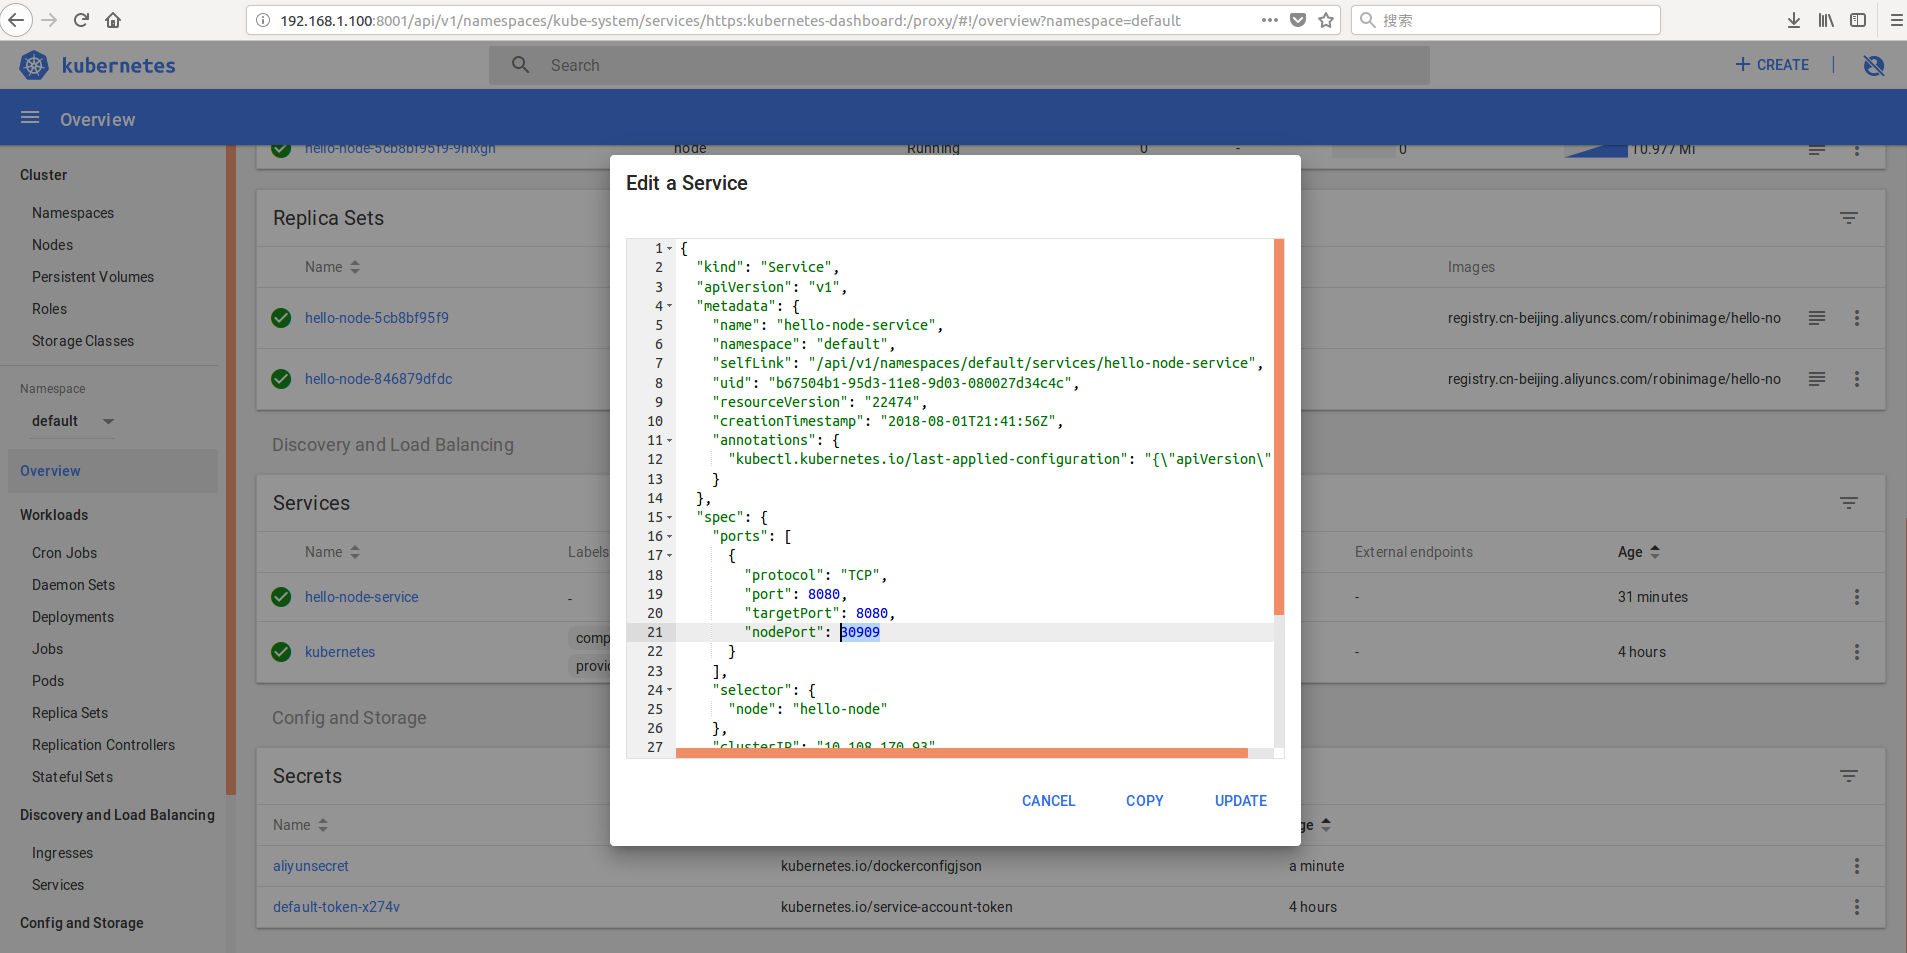 192.168.1.100:8001/api/v1/namespaces/kube-system/services/https:kubernetes-dashboard:/proxy/#!/overview?namespace=default
搜索
kubernetes
Search
CREATE
Overview
hello-node-5cb8bf95f9-9mxgh node Running 0 - 0 10.977 Mi
Cluster
Namespaces
Nodes
Persistent Volumes
Roles
Storage Classes
Namespace
default
Overview
Workloads
Cron Jobs
Daemon Sets
Deployments
Jobs
Pods
Replica Sets
Replication Controllers
Stateful Sets
Discovery and Load Balancing
Ingresses
Services
Config and Storage
Replica Sets
Name Images
hello-node-5cb8bf95f9 registry.cn-beijing.aliyuncs.com/robinimage/hello-no
hello-node-846879dfdc registry.cn-beijing.aliyuncs.com/robinimage/hello-no
Discovery and Load Balancing
Services
Name Labels External endpoints Age
hello-node-service - - 31 minutes
kubernetes comp - 4 hours
provid
Config and Storage
Secrets
Name ge
aliyunsecret kubernetes.io/dockerconfigjson a minute
default-token-x274v kubernetes.io/service-account-token 4 hours
Edit a Service
1 {
2 "kind": "Service",
3 "apiVersion": "v1",
4 "metadata": {
5 "name": "hello-node-service",
6 "namespace": "default",
7 "selfLink": "/api/v1/namespaces/default/services/hello-node-service",
8 "uid": "b67504b1-95d3-11e8-9d03-080027d34c4c",
9 "resourceVersion": "22474",
10 "creationTimestamp": "2018-08-01T21:41:56Z",
11 "annotations": {
12 "kubectl.kubernetes.io/last-applied-configuration": "{\"apiVersion\"
13 }
14 },
15 "spec": {
16 "ports": [
17 {
18 "protocol": "TCP",
19 "port": 8080,
20 "targetPort": 8080,
21 "nodePort": 30909
22 }
23 ],
24 "selector": {
25 "node": "hello-node"
26 },
27 "clusterIP": "10.108.170.93"
CANCEL COPY UPDATE